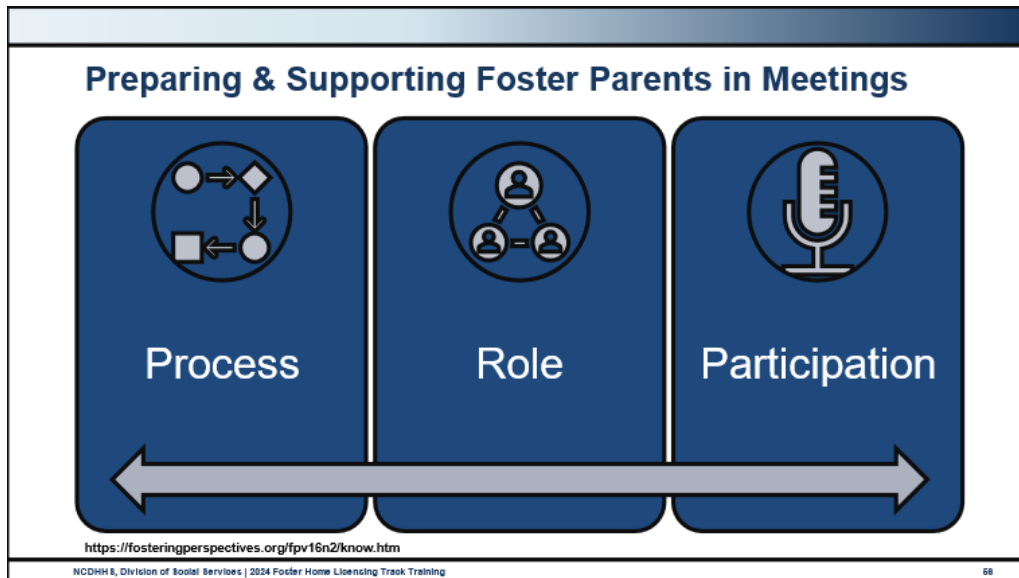 Preparing & Supporting Foster Parents in Meetings
Process
Role
Participation
https://fosteringperspectives.org/fpv16n2/know.htm
NCDHHS, Division of Social Services | 2024 Foster Home Licensing Track Training
56